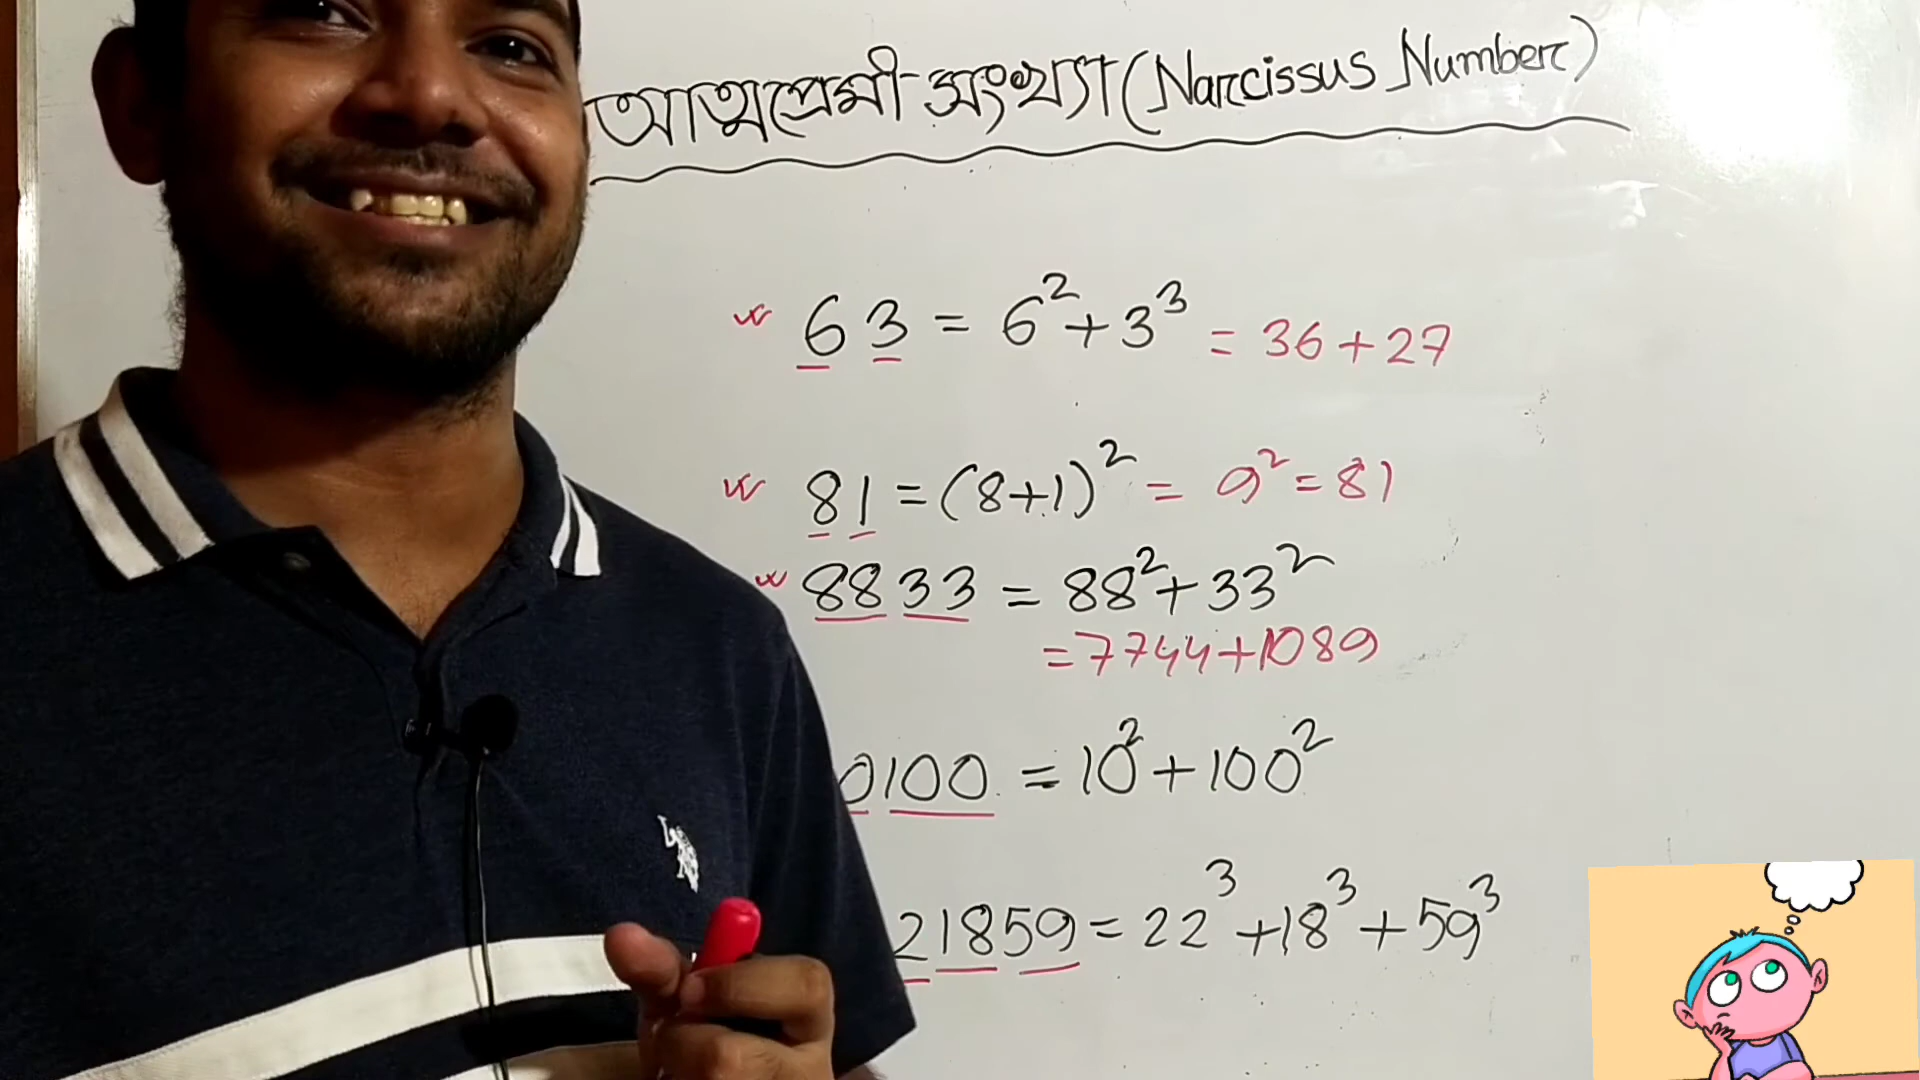 আত্মপ্রেমী সংখ্যা (Narcissus Number)
63 = 6² + 3³ = 36 + 27
81 = (8+1)² = 9² = 81
8833 = 88² + 33²
= 7744 + 1089
0100 = 10² + 100²
21859 = 22³ + 18³ + 59³